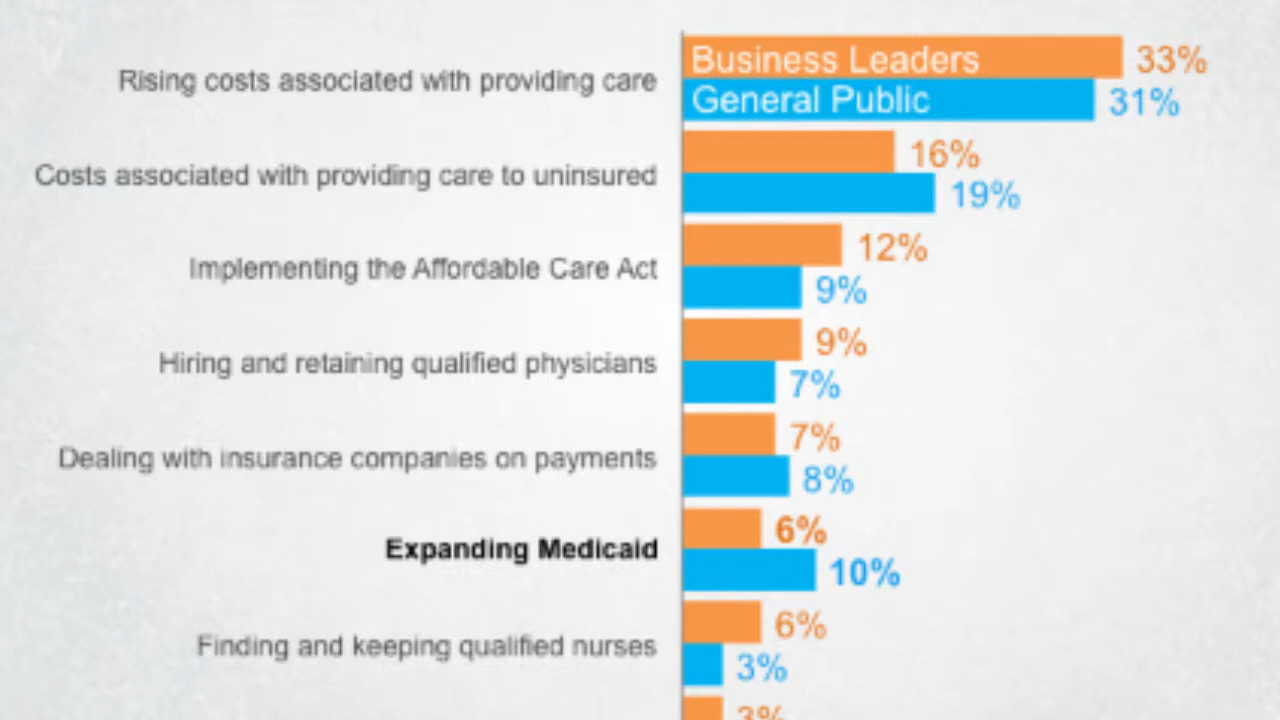 Rising costs associated with providing care
Business Leaders 33%
General Public 31%
Costs associated with providing care to uninsured
16%
19%
Implementing the Affordable Care Act
12%
9%
Hiring and retaining qualified physicians
9%
7%
Dealing with insurance companies on payments
7%
8%
Expanding Medicaid
6%
10%
Finding and keeping qualified nurses
6%
3%
3%